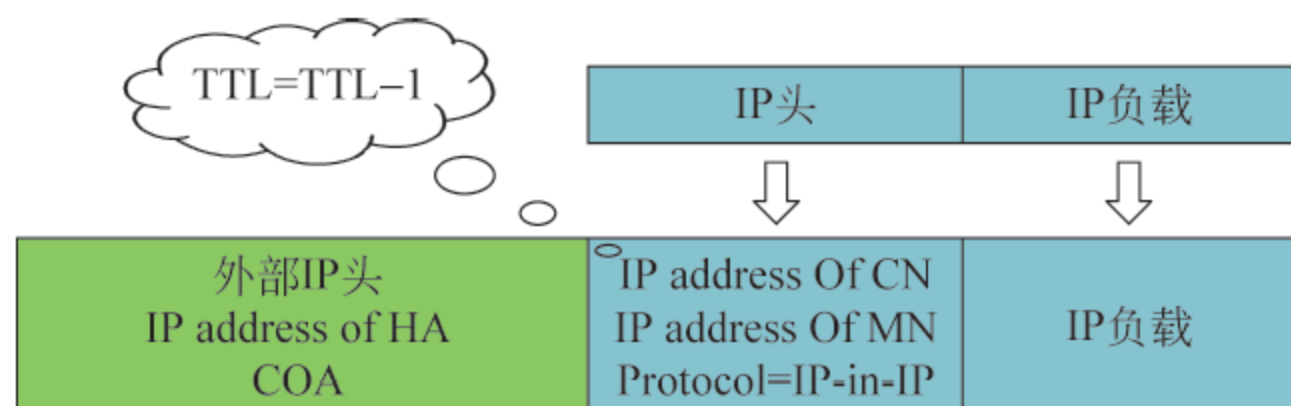 TTL=TTL−1
IP头
IP负载
外部IP头
IP address of HA
COA
IP address Of CN
IP address Of MN
Protocol=IP-in-IP
IP负载